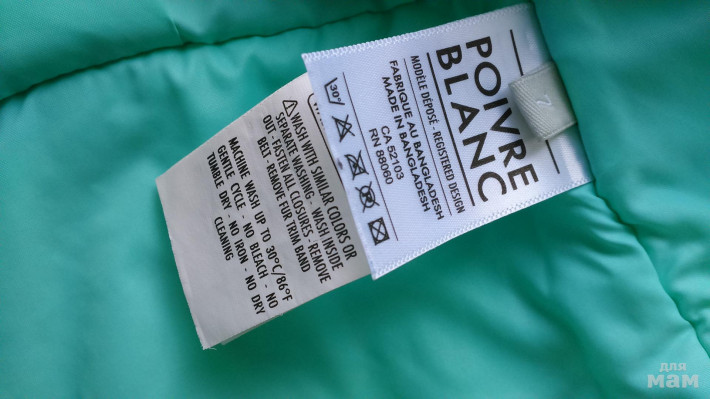 POIVRE
BLANC
MODÈLE DÉPOSÉ - REGISTERED DESIGN
FABRIQUE AU BANGLADESH
MADE IN BANGLADESH
CA 52103
RN 88060
30°
7
WASH WITH SIMILAR COLORS OR
SEPARATE WASHING - WASH INSIDE
OUT - FASTEN ALL CLOSURES - REMOVE
BELT - REMOVE FUR TRIM BAND
MACHINE WASH UP TO 30°C/86°F
GENTLE CYCLE - NO BLEACH - NO
TUMBLE DRY - NO IRON - NO DRY
CLEANING
для
мам